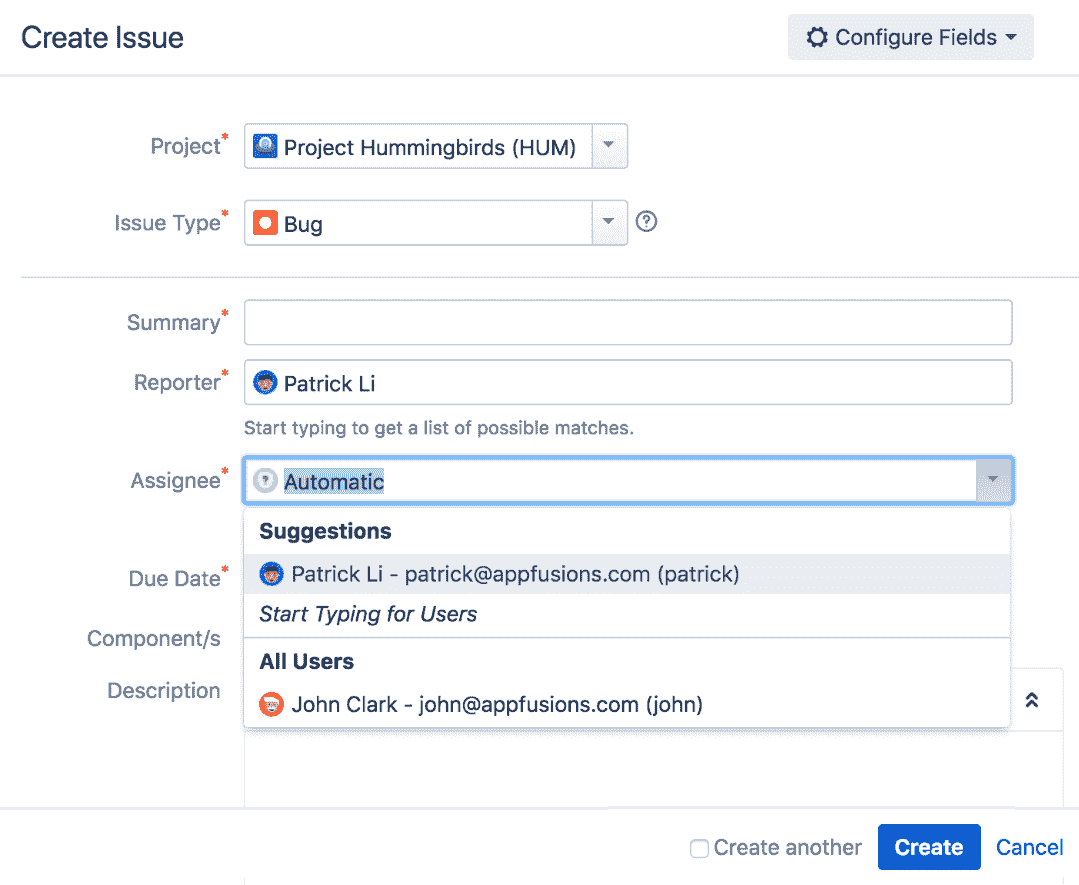 Create Issue
Configure Fields
Project*
Project Hummingbirds (HUM)
Issue Type*
Bug
?
Summary*
Reporter*
Patrick Li
Start typing to get a list of possible matches.
Assignee*
? Automatic
Suggestions
Due Date*
Patrick Li - patrick@appfusions.com (patrick)
Start Typing for Users
Component/s
All Users
Description
John Clark - john@appfusions.com (john)
Create another
Create
Cancel